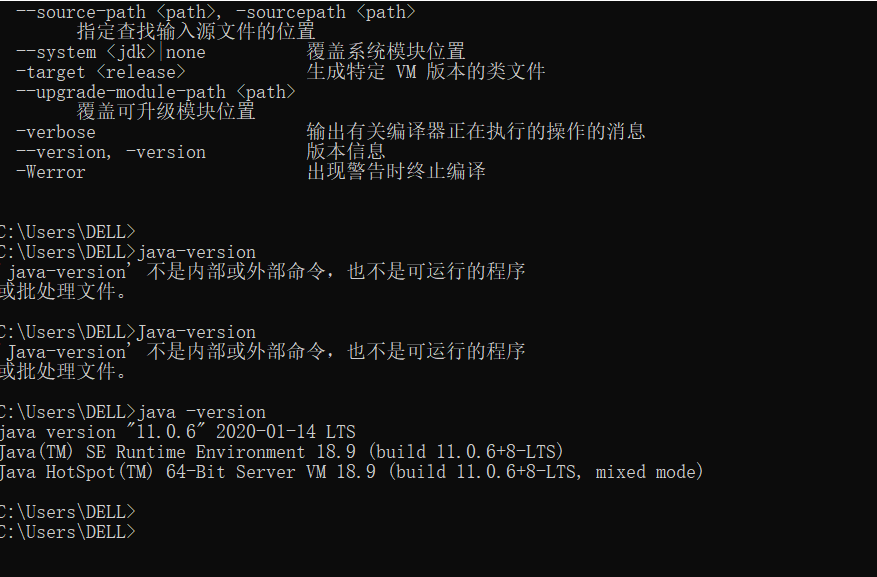 --source-path <path>, -sourcepath <path>
指定查找输入源文件的位置
--system <jdk>|none 覆盖系统模块位置
-target <release> 生成特定 VM 版本的类文件
--upgrade-module-path <path>
覆盖可升级模块位置
-verbose 输出有关编译器正在执行的操作的消息
--version, -version 版本信息
-Werror 出现警告时终止编译
C:\Users\DELL>
C:\Users\DELL>java-version
'java-version' 不是内部或外部命令，也不是可运行的程序
或批处理文件。
C:\Users\DELL>Java-version
'Java-version' 不是内部或外部命令，也不是可运行的程序
或批处理文件。
C:\Users\DELL>java -version
java version "11.0.6" 2020-01-14 LTS
Java(TM) SE Runtime Environment 18.9 (build 11.0.6+8-LTS)
Java HotSpot(TM) 64-Bit Server VM 18.9 (build 11.0.6+8-LTS, mixed mode)
C:\Users\DELL>
C:\Users\DELL>